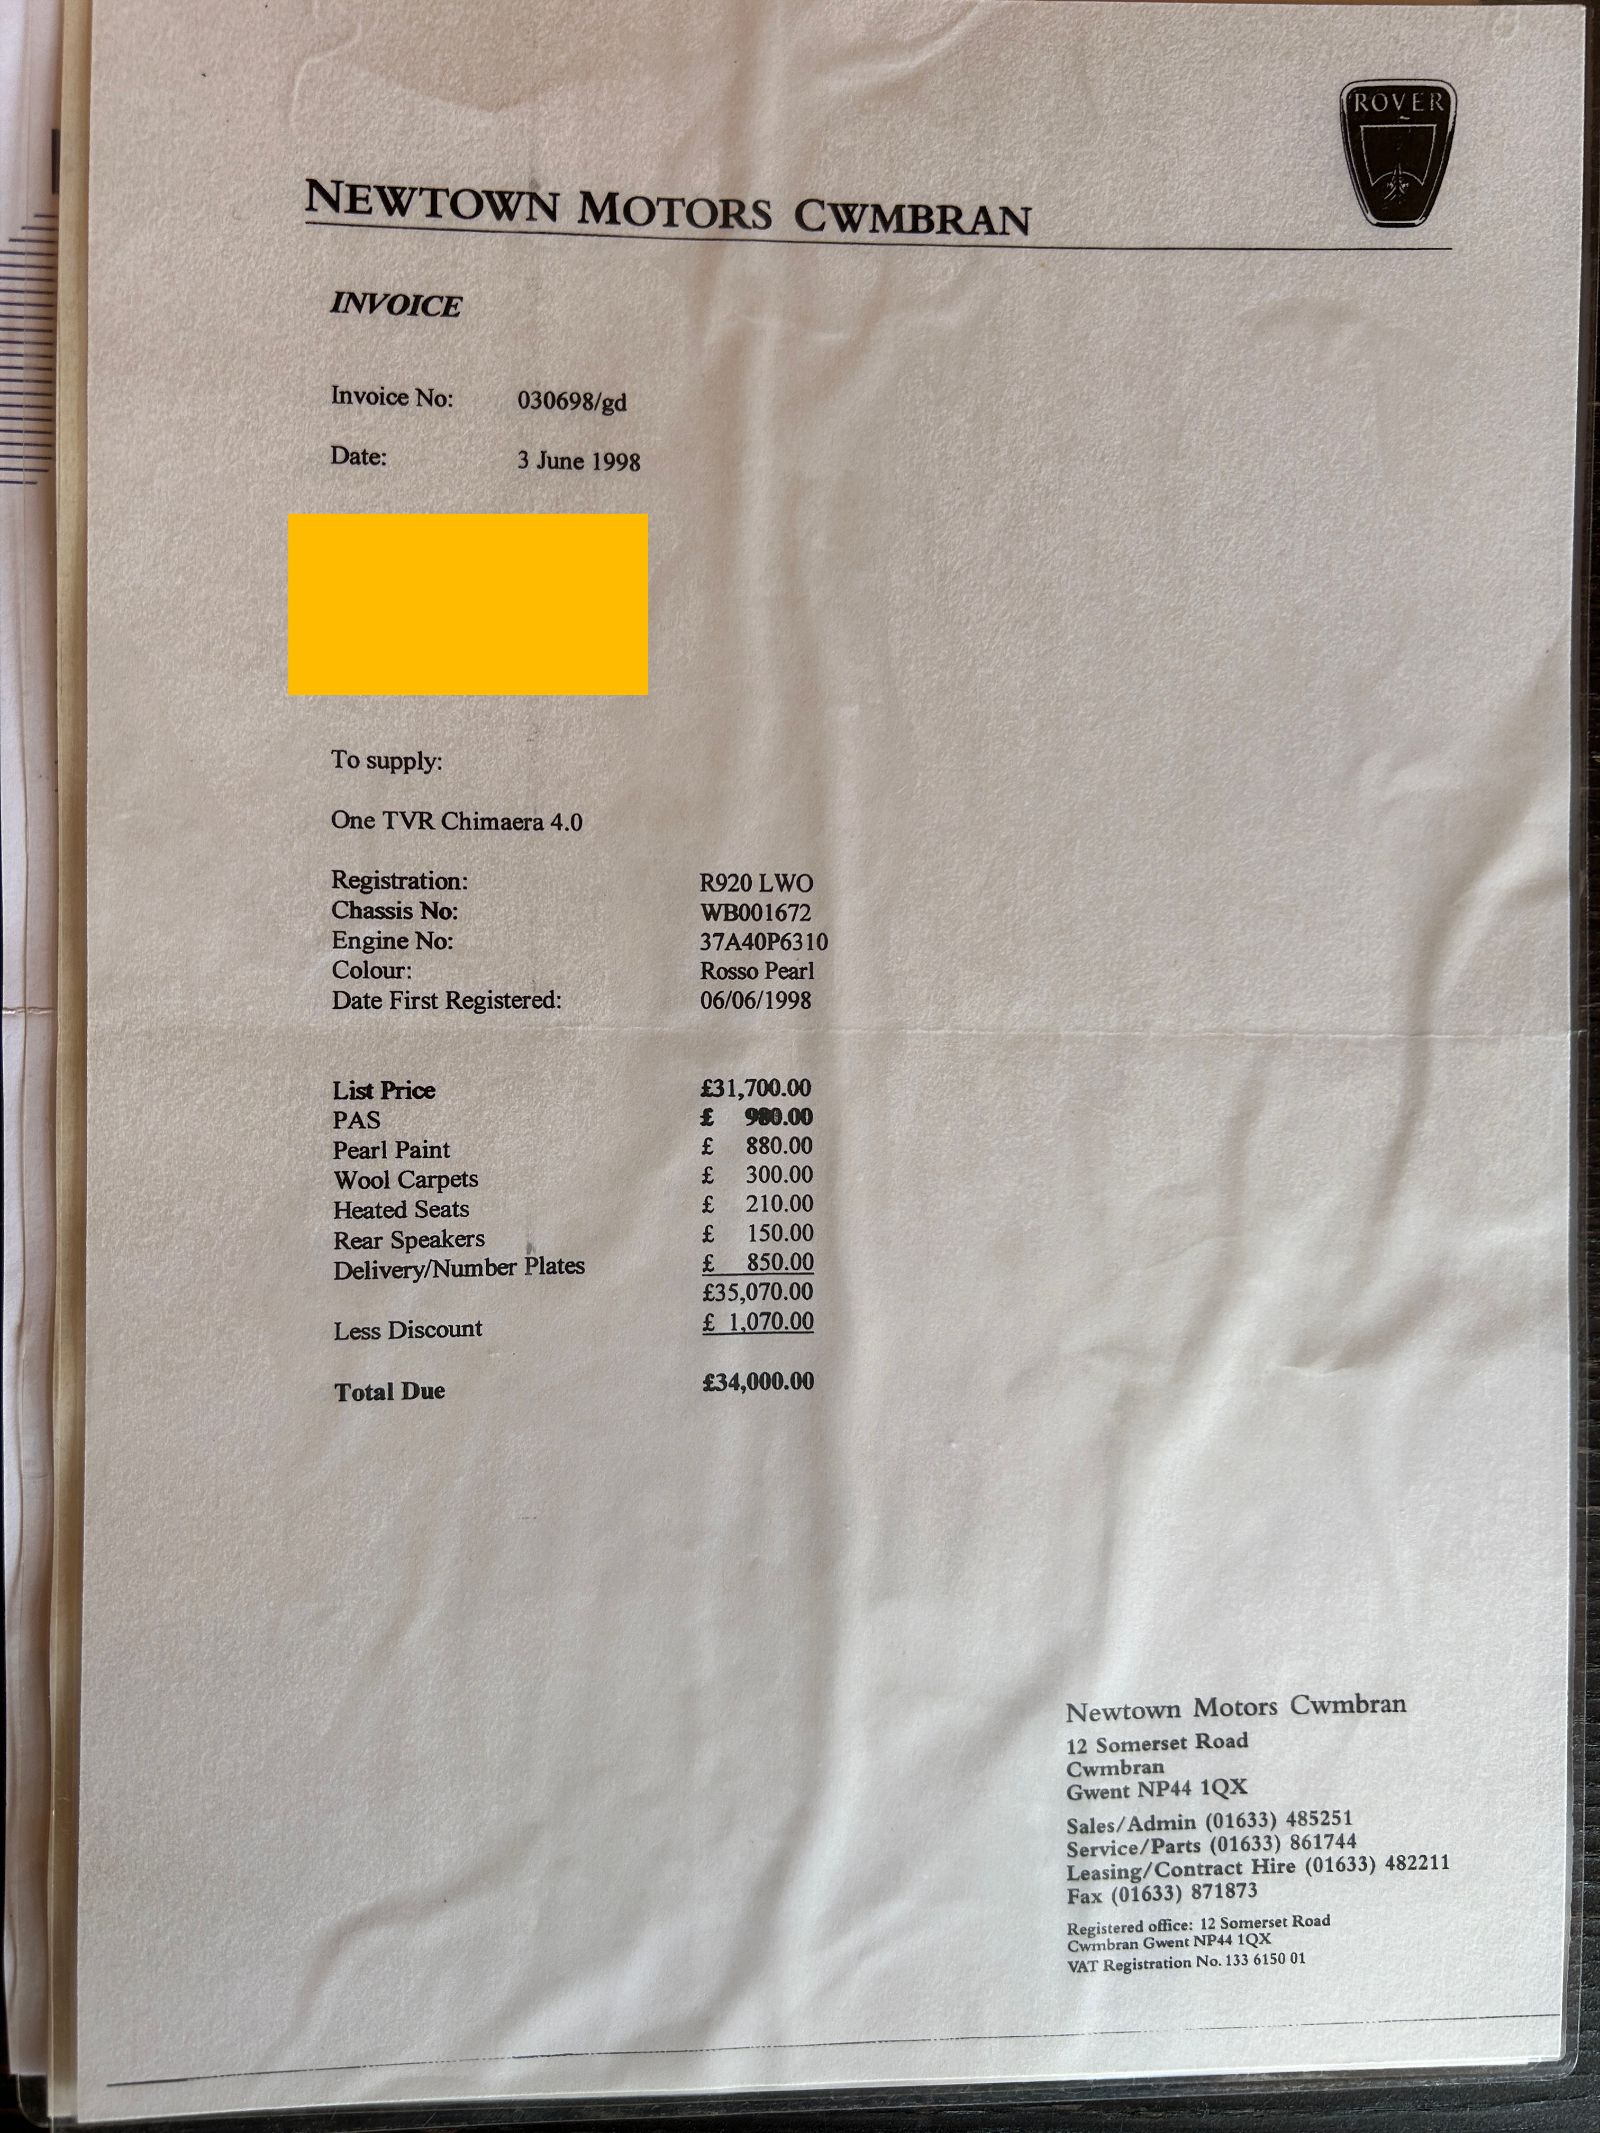 ROVER
NEWTOWN MOTORS CWMBRAN
INVOICE
Invoice No: 030698/gd
Date: 3 June 1998
To supply:
One TVR Chimaera 4.0
Registration: R920 LWO
Chassis No: WB001672
Engine No: 37A40P6310
Colour: Rosso Pearl
Date First Registered: 06/06/1998
List Price £31,700.00
PAS £ 980.00
Pearl Paint £ 880.00
Wool Carpets £ 300.00
Heated Seats £ 210.00
Rear Speakers £ 150.00
Delivery/Number Plates £ 850.00
£35,070.00
Less Discount £ 1,070.00
Total Due £34,000.00
Newtown Motors Cwmbran
12 Somerset Road
Cwmbran
Gwent NP44 1QX
Sales/Admin (01633) 485251
Service/Parts (01633) 861744
Leasing/Contract Hire (01633) 482211
Fax (01633) 871873
Registered office: 12 Somerset Road
Cwmbran Gwent NP44 1QX
VAT Registration No. 133 6150 01